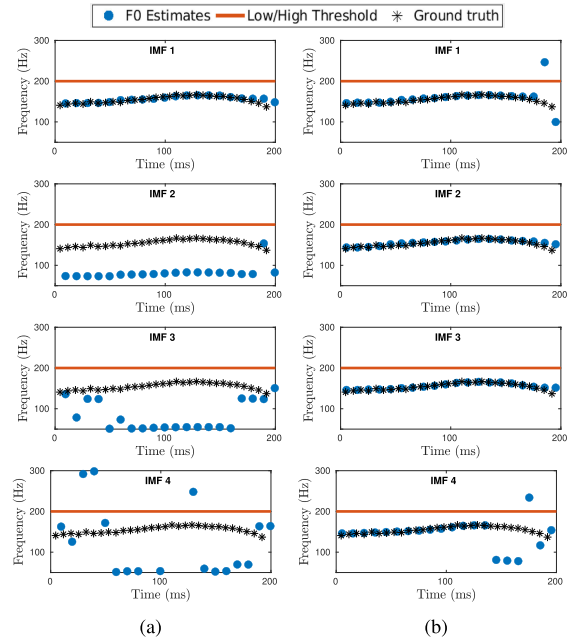 F0 Estimates Low/High Threshold Ground truth
IMF 1 IMF 1
Frequency (Hz) 300 200 100 Frequency (Hz) 300 200 100
0 100 200 0 100 200
Time (ms) Time (ms)
IMF 2 IMF 2
Frequency (Hz) 300 200 100 Frequency (Hz) 300 200 100
0 100 200 0 100 200
Time (ms) Time (ms)
IMF 3 IMF 3
Frequency (Hz) 300 200 100 Frequency (Hz) 300 200 100
0 100 200 0 100 200
Time (ms) Time (ms)
IMF 4 IMF 4
Frequency (Hz) 300 200 100 Frequency (Hz) 300 200 100
0 100 200 0 100 200
Time (ms) Time (ms)
(a) (b)